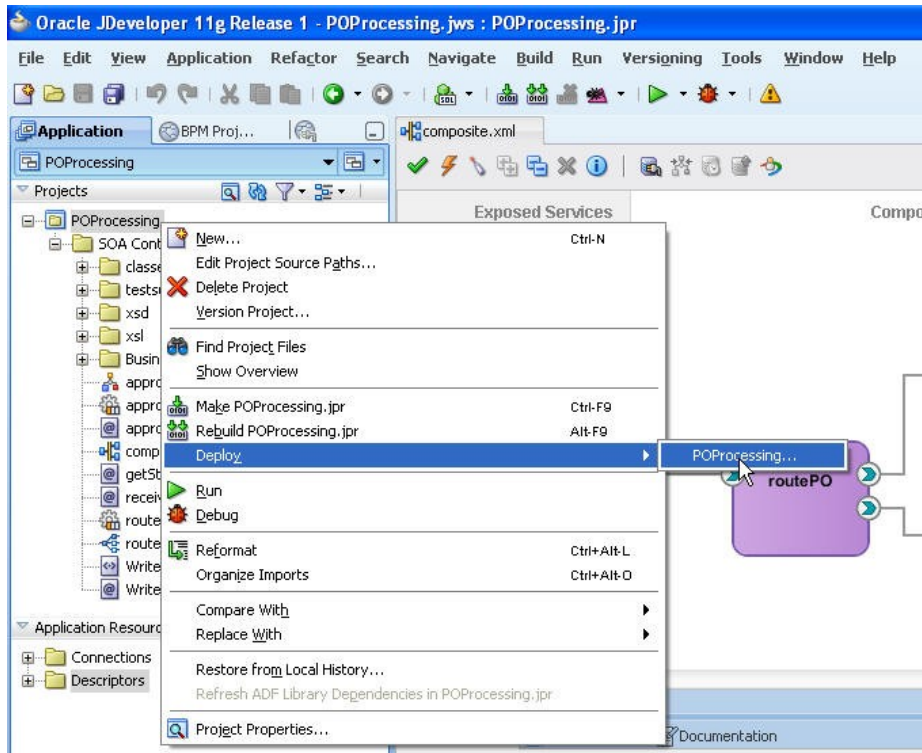 Oracle JDeveloper 11g Release 1 - POProcessing.jws : POProcessing.jpr
File Edit View Application Refactor Search Navigate Build Run Versioning Tools Window Help
Application BPM Proj... composite.xml
POProcessing
Projects
Exposed Services Compo
POProcessing
SOA Cont
classe
tests
xsd
xsl
Busin
appro
appro
appro
comp
getSt
receiv
route
route
Write
Write
New... Ctrl-N
Edit Project Source Paths...
Delete Project
Version Project...
Find Project Files
Show Overview
Make POProcessing.jpr Ctrl-F9
Rebuild POProcessing.jpr Alt-F9
Deploy
POProcessing...
routePO
Run
Debug
Reformat Ctrl+Alt-L
Organize Imports Ctrl+Alt-O
Compare With
Replace With
Restore from Local History...
Refresh ADF Library Dependencies in POProcessing.jpr
Project Properties...
Application Resourc
Connections
Descriptors
Documentation